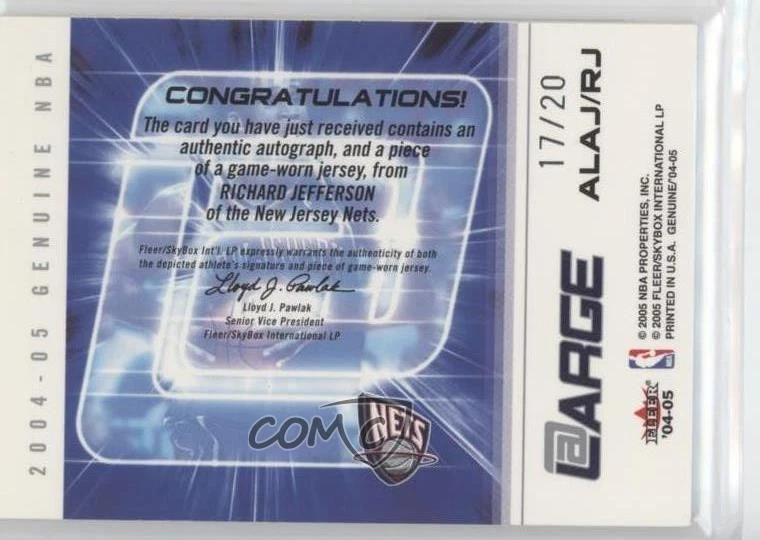 2004-05 GENUINE NBA
CONGRATULATIONS!
The card you have just received contains an
authentic autograph, and a piece
of a game-worn jersey, from
RICHARD JEFFERSON
of the New Jersey Nets.
Fleer/SkyBox Int'l. LP expressly warrants the authenticity of both
the depicted athlete's signature and piece of game-worn jersey.
Lloyd J. Pawlak
Lloyd J. Pawlak
Senior Vice President
Fleer/SkyBox International LP
COMC
NETS
17/20
@LARGE
ALAJ/RJ
FLEER
'04-05
NBA
© 2005 NBA PROPERTIES, INC.
© 2005 FLEER/SKYBOX INTERNATIONAL LP
PRINTED IN U.S.A. GENUINE/'04-05